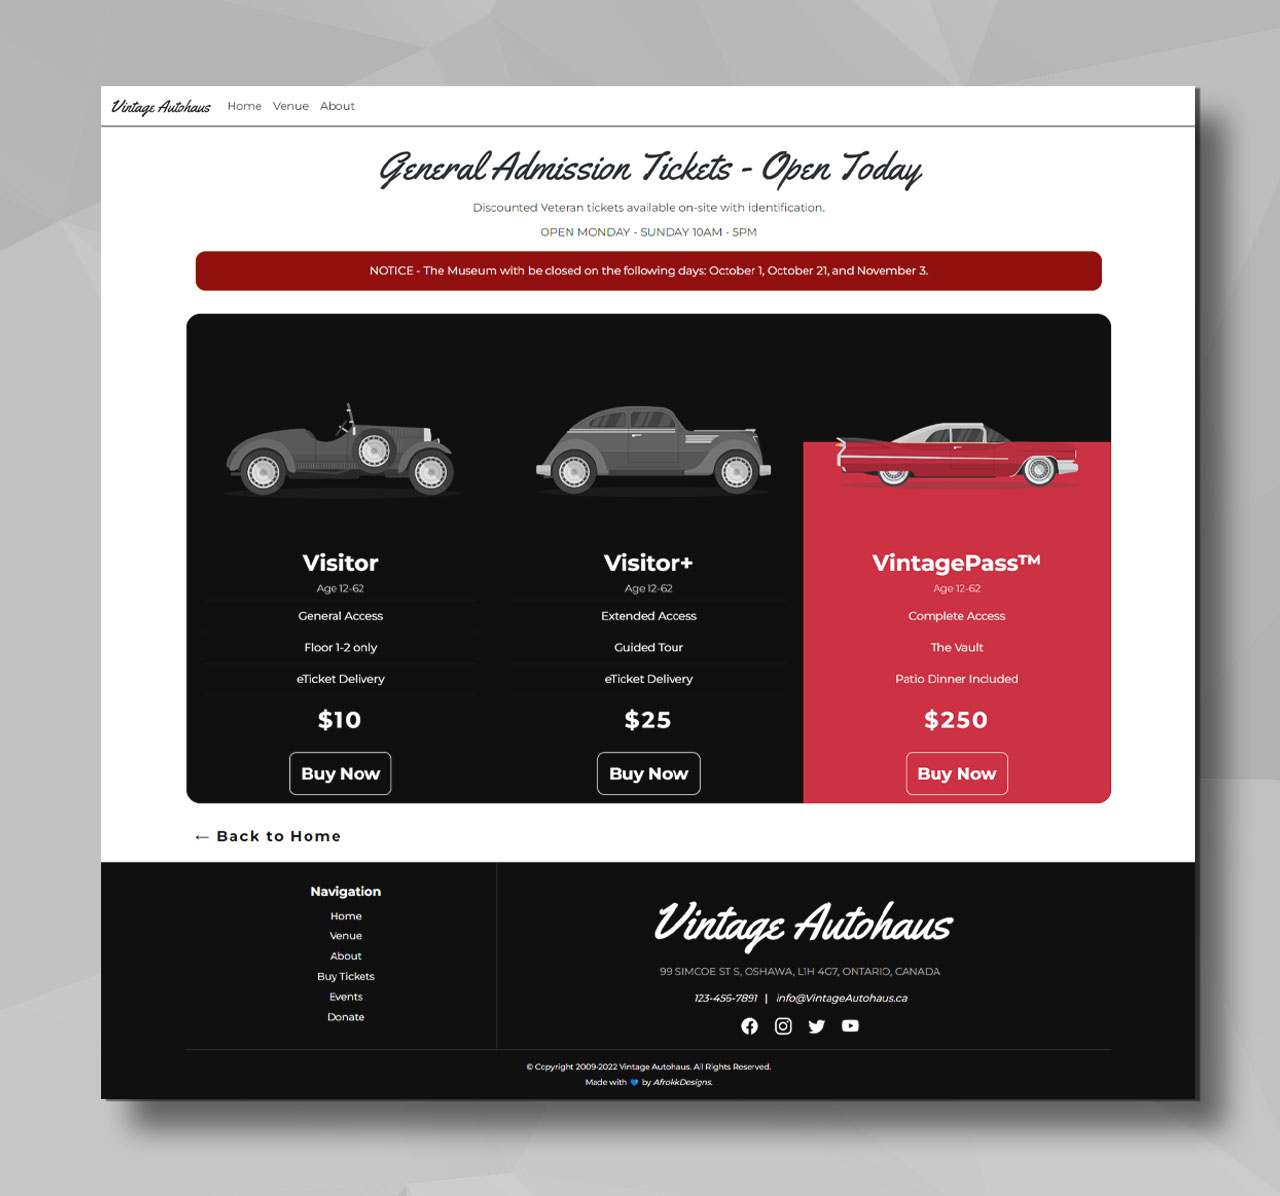 Vintage Autohaus Home Venue About
General Admission Tickets - Open Today
Discounted Veteran tickets available on-site with identification.
OPEN MONDAY - SUNDAY 10AM - 5PM
NOTICE - The Museum with be closed on the following days: October 1, October 21, and November 3.
Visitor
Age 12-62
General Access
Floor 1-2 only
eTicket Delivery
$10
Buy Now
Visitor+
Age 12-62
Extended Access
Guided Tour
eTicket Delivery
$25
Buy Now
VintagePass™
Age 12-62
Complete Access
The Vault
Patio Dinner Included
$250
Buy Now
← Back to Home
Navigation
Home
Venue
About
Buy Tickets
Events
Donate
Vintage Autohaus
99 SIMCOE ST S, OSHAWA, L1H 4G7, ONTARIO, CANADA
123-456-7891 | info@VintageAutohaus.ca
© Copyright 2009-2022 Vintage Autohaus. All Rights Reserved.
Made with 💙 by AfrokkDesigns.